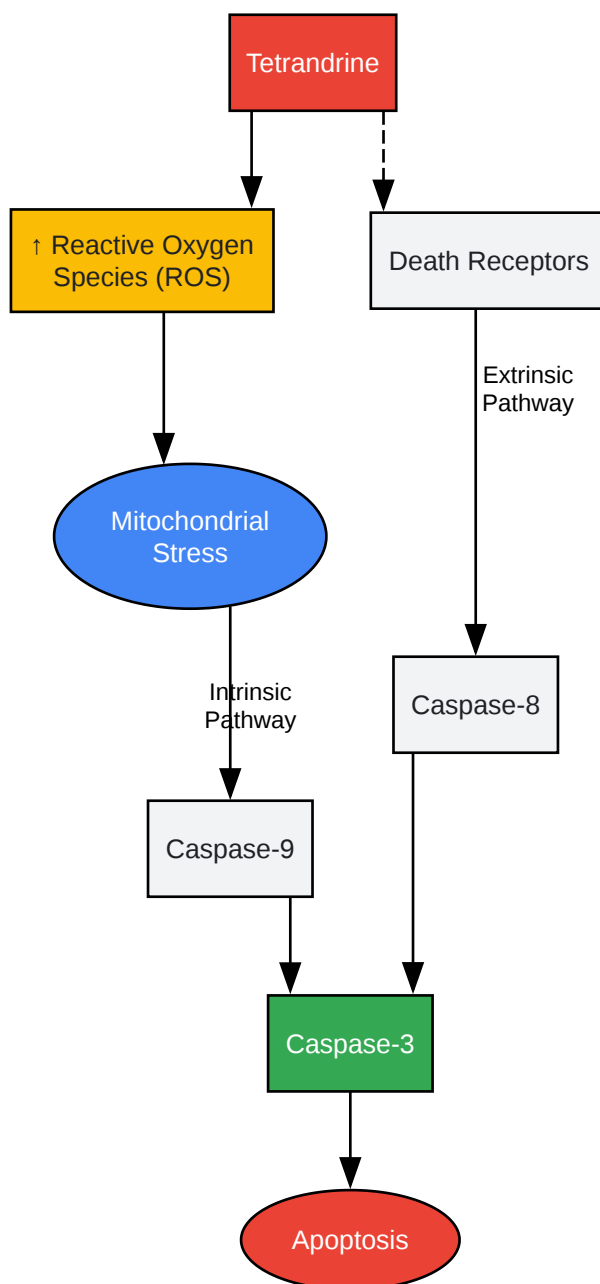 Tetrandrine
↑ Reactive Oxygen
Species (ROS)
Death Receptors
Extrinsic
Pathway
Mitochondrial
Stress
Intrinsic
Pathway
Caspase-8
Caspase-9
Caspase-3
Apoptosis